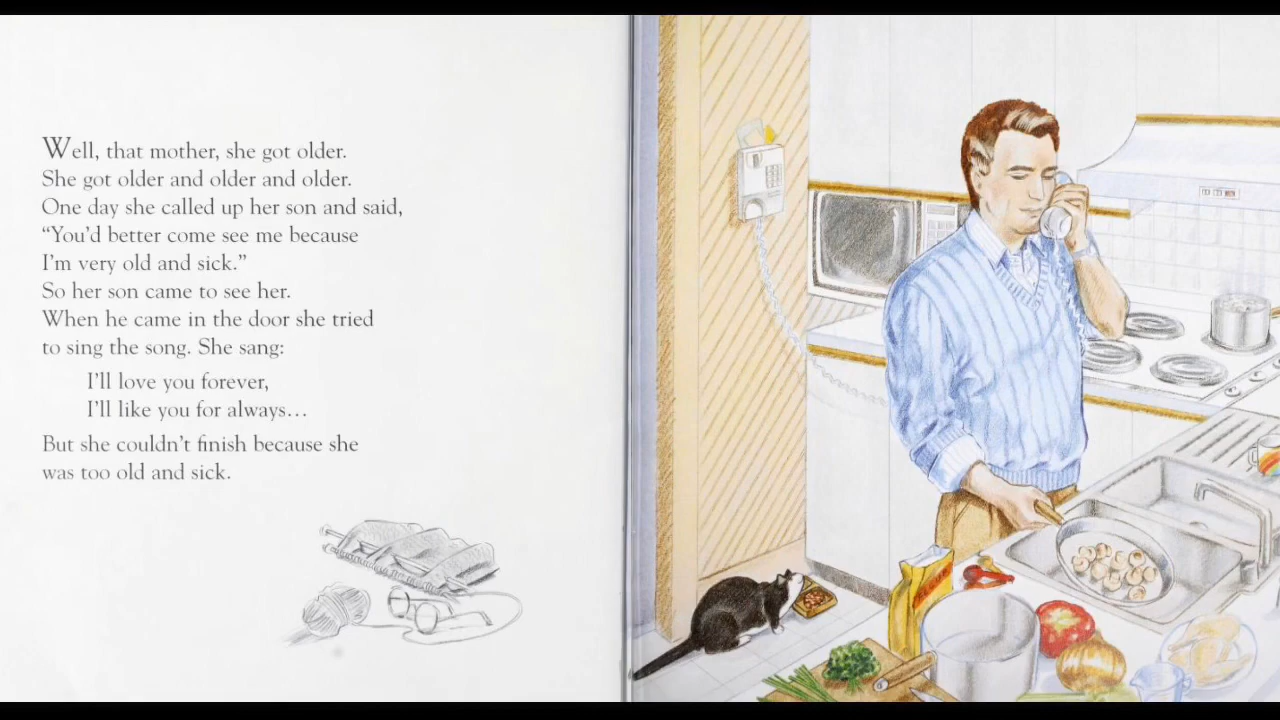 Well, that mother, she got older.
She got older and older and older.
One day she called up her son and said,
“You’d better come see me because
I’m very old and sick.”
So her son came to see her.
When he came in the door she tried
to sing the song. She sang:
I’ll love you forever,
I’ll like you for always…
But she couldn’t finish because she
was too old and sick.